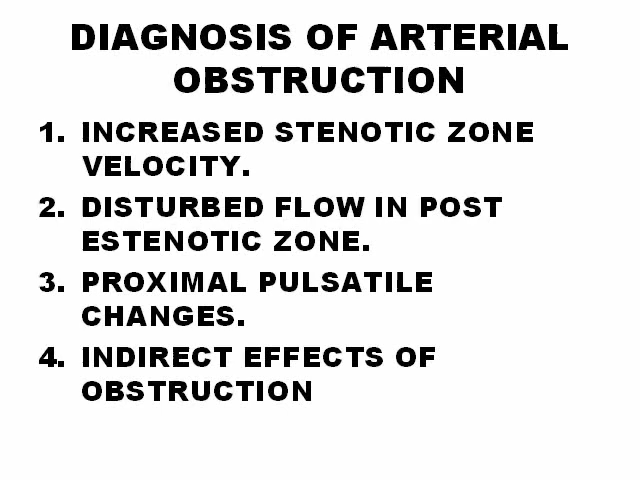 DIAGNOSIS OF ARTERIAL
OBSTRUCTION
1. INCREASED STENOTIC ZONE
VELOCITY.
2. DISTURBED FLOW IN POST
ESTENOTIC ZONE.
3. PROXIMAL PULSATILE
CHANGES.
4. INDIRECT EFFECTS OF
OBSTRUCTION